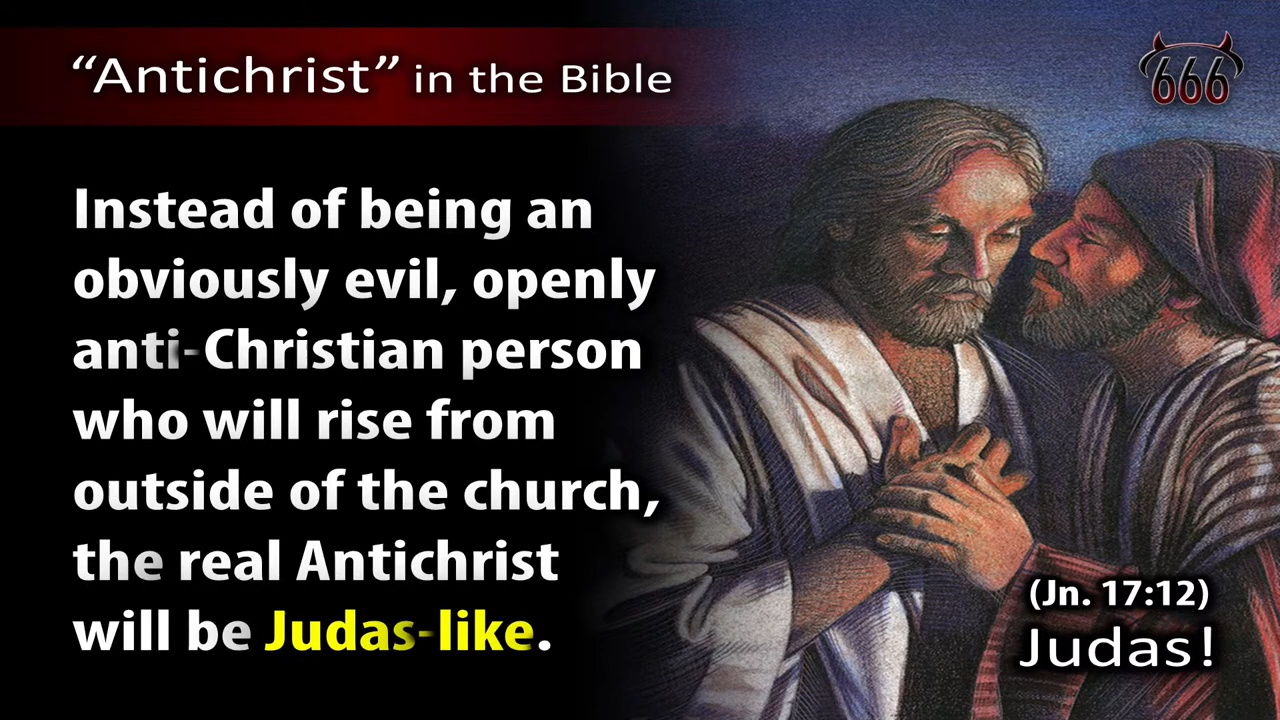 “Antichrist” in the Bible
666
Instead of being an
obviously evil, openly
anti-Christian person
who will rise from
outside of the church,
the real Antichrist
will be Judas-like.
(Jn. 17:12)
Judas!